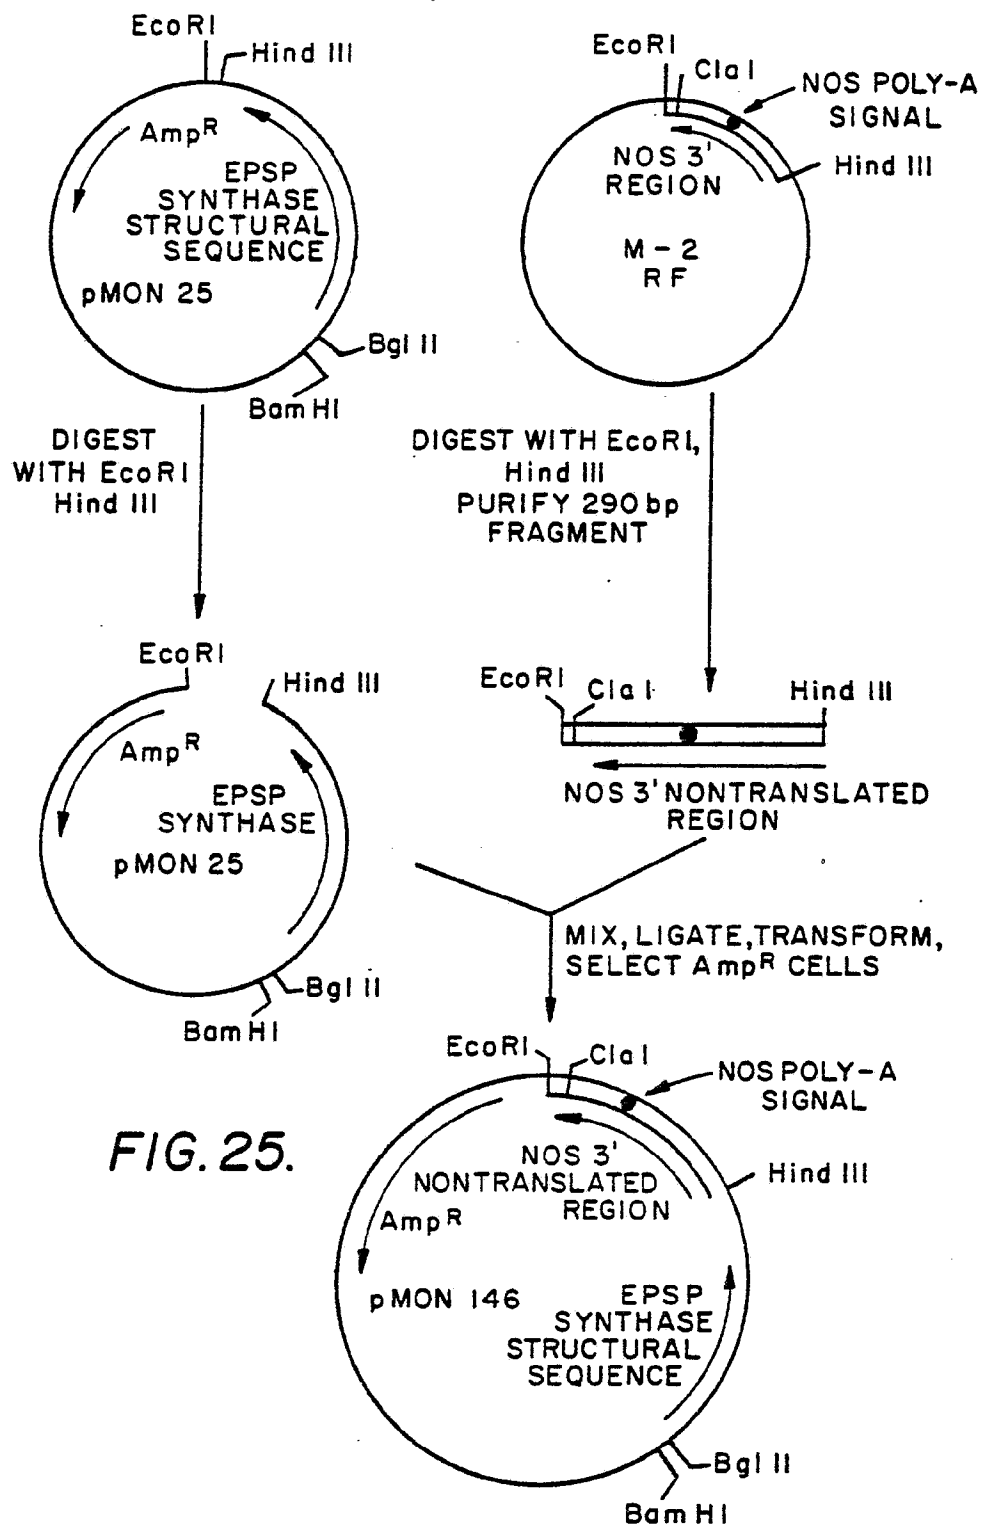 EcoRI
Hind III
AmpR
EPSP
SYNTHASE
STRUCTURAL
SEQUENCE
pMON 25
Bgl II
Bam HI
EcoRI
Cla I
NOS POLY-A
SIGNAL
NOS 3'
REGION
Hind III
M-2
RF
DIGEST
WITH EcoRI
Hind III
DIGEST WITH EcoRI,
Hind III
PURIFY 290 bp
FRAGMENT
EcoRI
Hind III
AmpR
EPSP
SYNTHASE
pMON 25
Bgl II
Bam HI
EcoRI
Cla I
Hind III
NOS 3' NONTRANSLATED
REGION
MIX, LIGATE, TRANSFORM,
SELECT AmpR CELLS
EcoRI
Cla I
NOS POLY-A
SIGNAL
FIG. 25.
NOS 3'
NONTRANSLATED
REGION
Hind III
AmpR
pMON 146
EPSP
SYNTHASE
STRUCTURAL
SEQUENCE
Bgl II
Bam HI